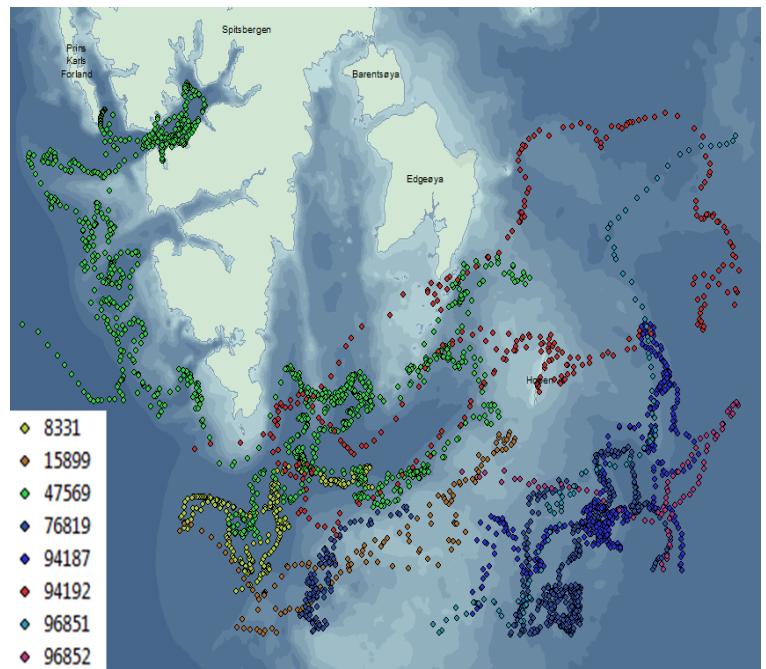 Spitsbergen
Prins
Karls
Forland
Barentsøya
Edgeøya
8331
15899
47569
76819
94187
94192
96851
96852